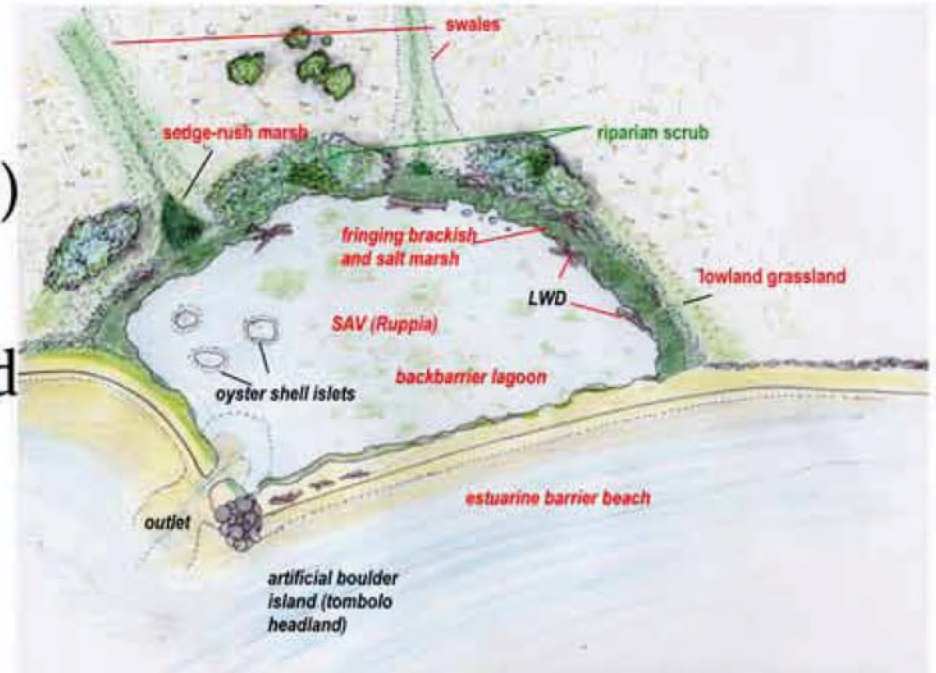 swales
sedge-rush marsh
riparian scrub
)
fringing brackish
and salt marsh
lowland grassland
LWD
SAV (Ruppia)
d
backbarrier lagoon
oyster shell islets
estuarine barrier beach
outlet
artificial boulder
island (tombolo
headland)